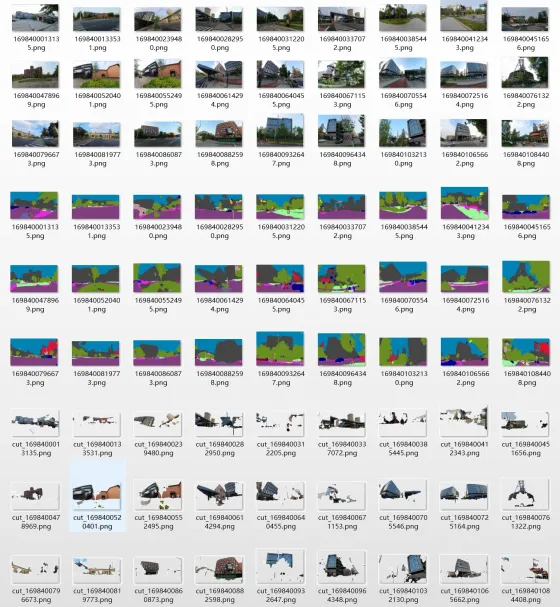 169840001313 169840013353 169840023948 169840028295 169840031220 169840033702 169840038544 169840041234 169840045165
5.png 1.png 0.png 0.png 5.png 2.png 5.png 3.png 6.png
169840047896 169840052040 169840055249 169840061429 169840064045 169840067115 169840070554 169840072516 169840076132
9.png 1.png 5.png 4.png 5.png 3.png 6.png 4.png 2.png
169840079667 169840081977 169840086087 169840088259 169840093264 169840096434 169840103213 169840106566 169840108440
3.png 3.png 3.png 8.png 7.png 8.png 0.png 2.png 8.png
169840001313 169840013353 169840023948 169840028295 169840031220 169840033707 169840038544 169840041234 169840045165
5.png 1.png 0.png 0.png 5.png 2.png 5.png 3.png 6.png
169840047896 169840052040 169840055249 169840061429 169840064045 169840067115 169840070554 169840072516 169840076132
9.png 1.png 5.png 4.png 5.png 3.png 6.png 4.png 2.png
169840079667 169840081977 169840086087 169840088259 169840093264 169840096434 169840103213 169840106566 169840108440
3.png 3.png 3.png 8.png 7.png 8.png 0.png 2.png 8.png
cut_169840001 cut_169840013 cut_169840023 cut_169840028 cut_169840031 cut_169840033 cut_169840038 cut_169840041 cut_169840045
3135.png 3531.png 9480.png 2950.png 2205.png 7072.png 5445.png 2343.png 1656.png
cut_169840047 cut_169840052 cut_169840055 cut_169840061 cut_169840064 cut_169840067 cut_169840070 cut_169840072 cut_169840076
8969.png 0401.png 2495.png 4294.png 0455.png 1153.png 5546.png 5164.png 1322.png
cut_169840079 cut_169840081 cut_169840086 cut_169840088 cut_169840093 cut_169840096 cut_169840103 cut_169840106 cut_169840108
6673.png 9773.png 0873.png 2598.png 2647.png 4348.png 2130.png 5662.png 4408.png